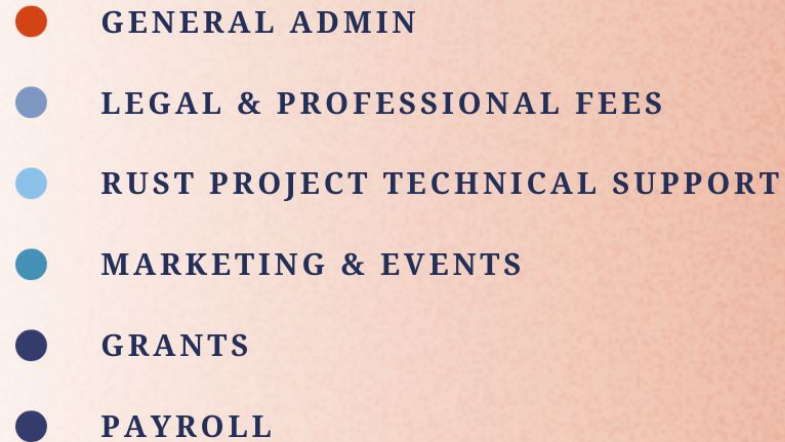 GENERAL ADMIN
LEGAL & PROFESSIONAL FEES
RUST PROJECT TECHNICAL SUPPORT
MARKETING & EVENTS
GRANTS
PAYROLL